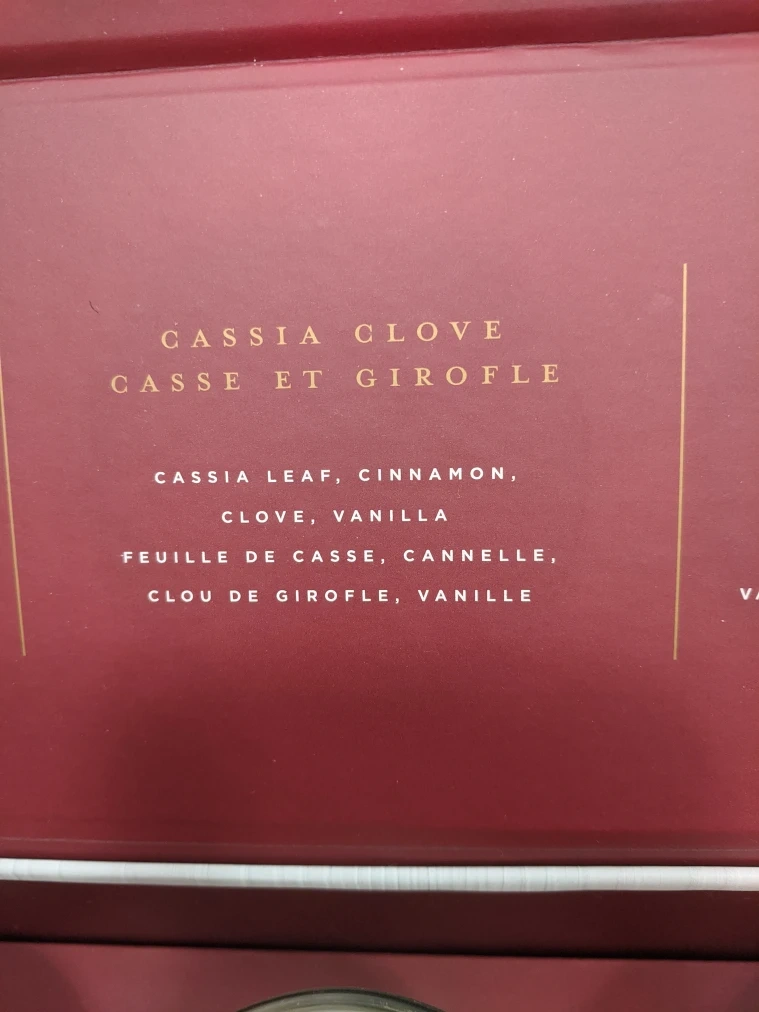 CASSIA CLOVE
CASSE ET GIROFLE
CASSIA LEAF, CINNAMON,
CLOVE, VANILLA
FEUILLE DE CASSE, CANNELLE,
CLOU DE GIROFLE, VANILLE